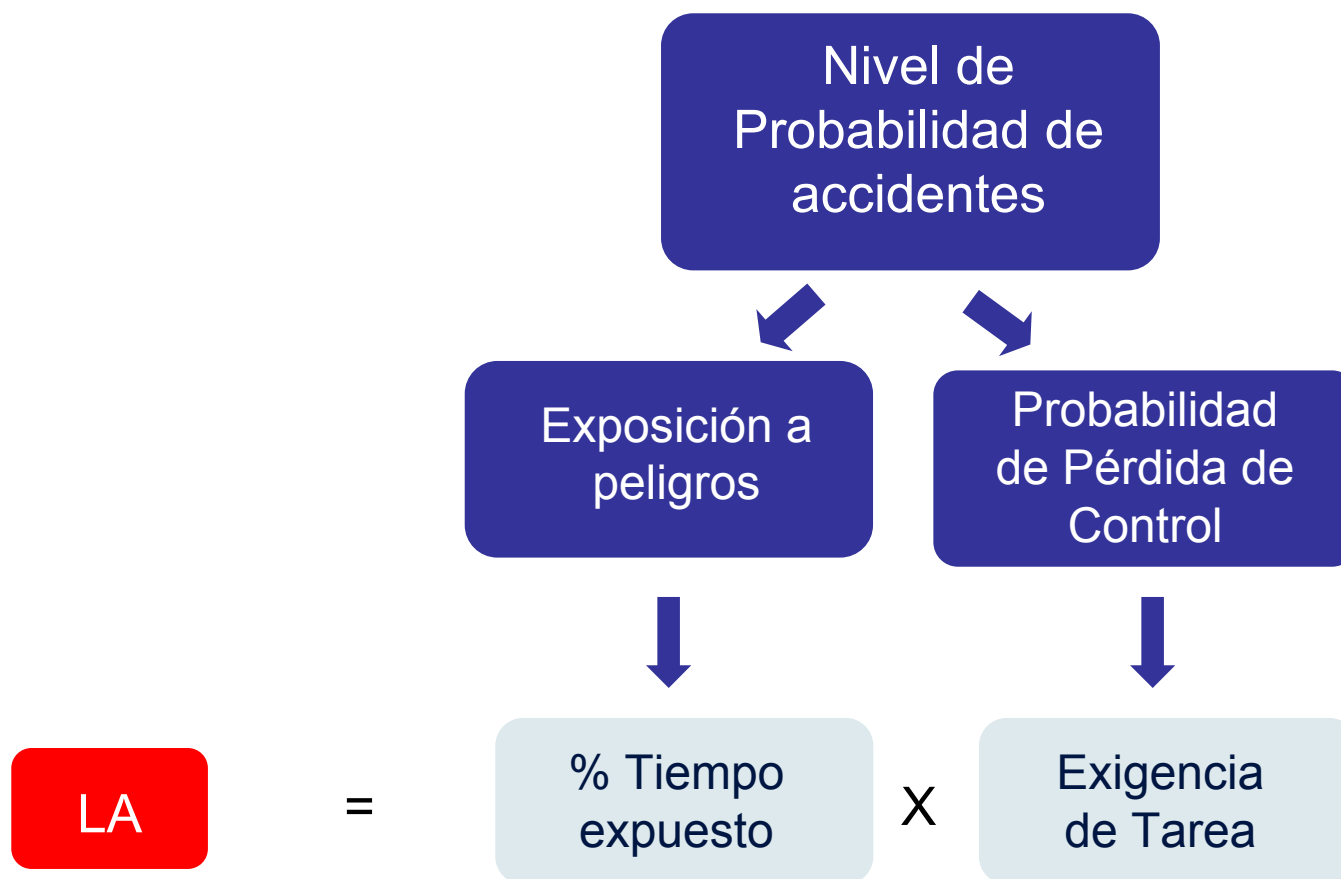 Nivel de
Probabilidad de
accidentes
Exposición a
peligros
Probabilidad
de Pérdida de
Control
LA
=
% Tiempo
expuesto
X
Exigencia
de Tarea